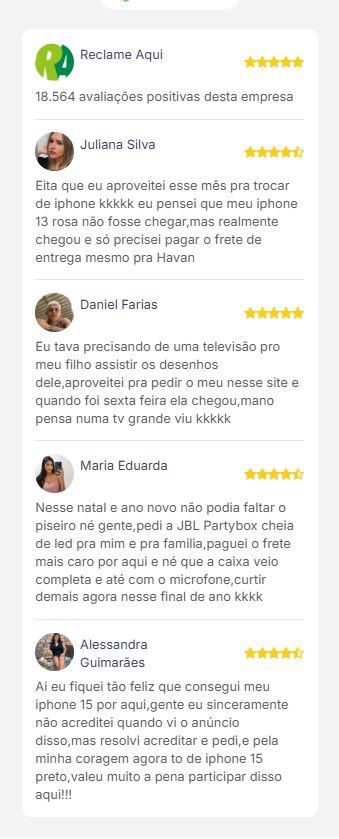 RA
Reclame Aqui
18.564 avaliações positivas desta empresa
Juliana Silva
Eita que eu aproveitei esse mês pra trocar
de iphone kkkkk eu pensei que meu iphone
13 rosa não fosse chegar,mas realmente
chegou e só precisei pagar o frete de
entrega mesmo pra Havan
Daniel Farias
Eu tava precisando de uma televisão pro
meu filho assistir os desenhos
dele,aproveitei pra pedir o meu nesse site e
quando foi sexta feira ela chegou,mano
pensa numa tv grande viu kkkkk
Maria Eduarda
Nesse natal e ano novo não podia faltar o
piseiro né gente,pedi a JBL Partybox cheia
de led pra mim e pra familia,paguei o frete
mais caro por aqui e né que a caixa veio
completa e até com o microfone,curtir
demais agora nesse final de ano kkkk
Alessandra
Guimarães
Ai eu fiquei tão feliz que consegui meu
iphone 15 por aqui,gente eu sinceramente
não acreditei quando vi o anúncio
disso,mas resolvi acreditar e pedi,e pela
minha coragem agora to de iphone 15
preto,valeu muito a pena participar disso
aqui!!!